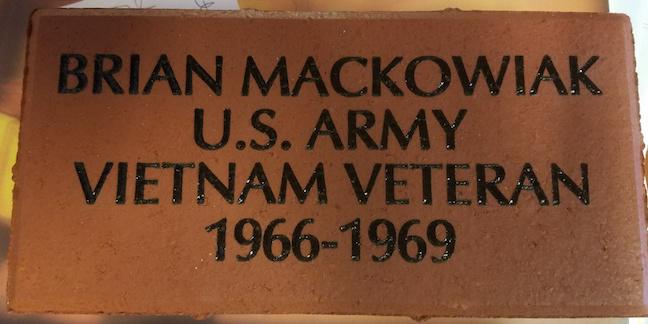 BRIAN MACKOWIAK
U.S. ARMY
VIETNAM VETERAN
1966-1969